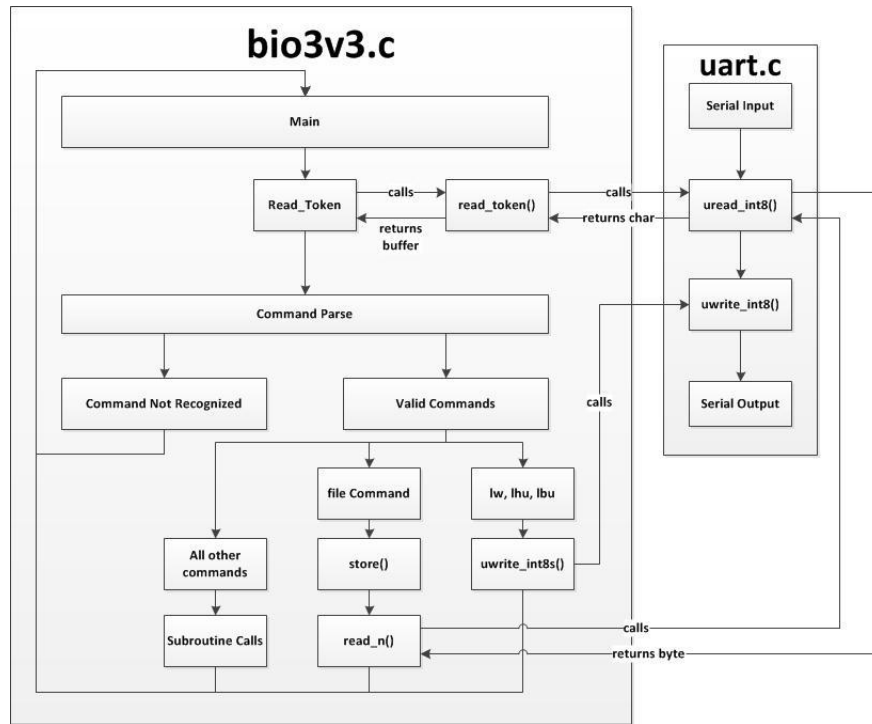 bio3v3.c
uart.c
Serial Input
Main
Read_Token
calls
read_token()
calls
uread_int8()
returns
buffer
returns char
uwrite_int8()
Command Parse
Command Not Recognized
Valid Commands
calls
Serial Output
file Command
lw, lhu, lbu
All other
commands
store()
uwrite_int8s()
Subroutine Calls
read_n()
calls
returns byte